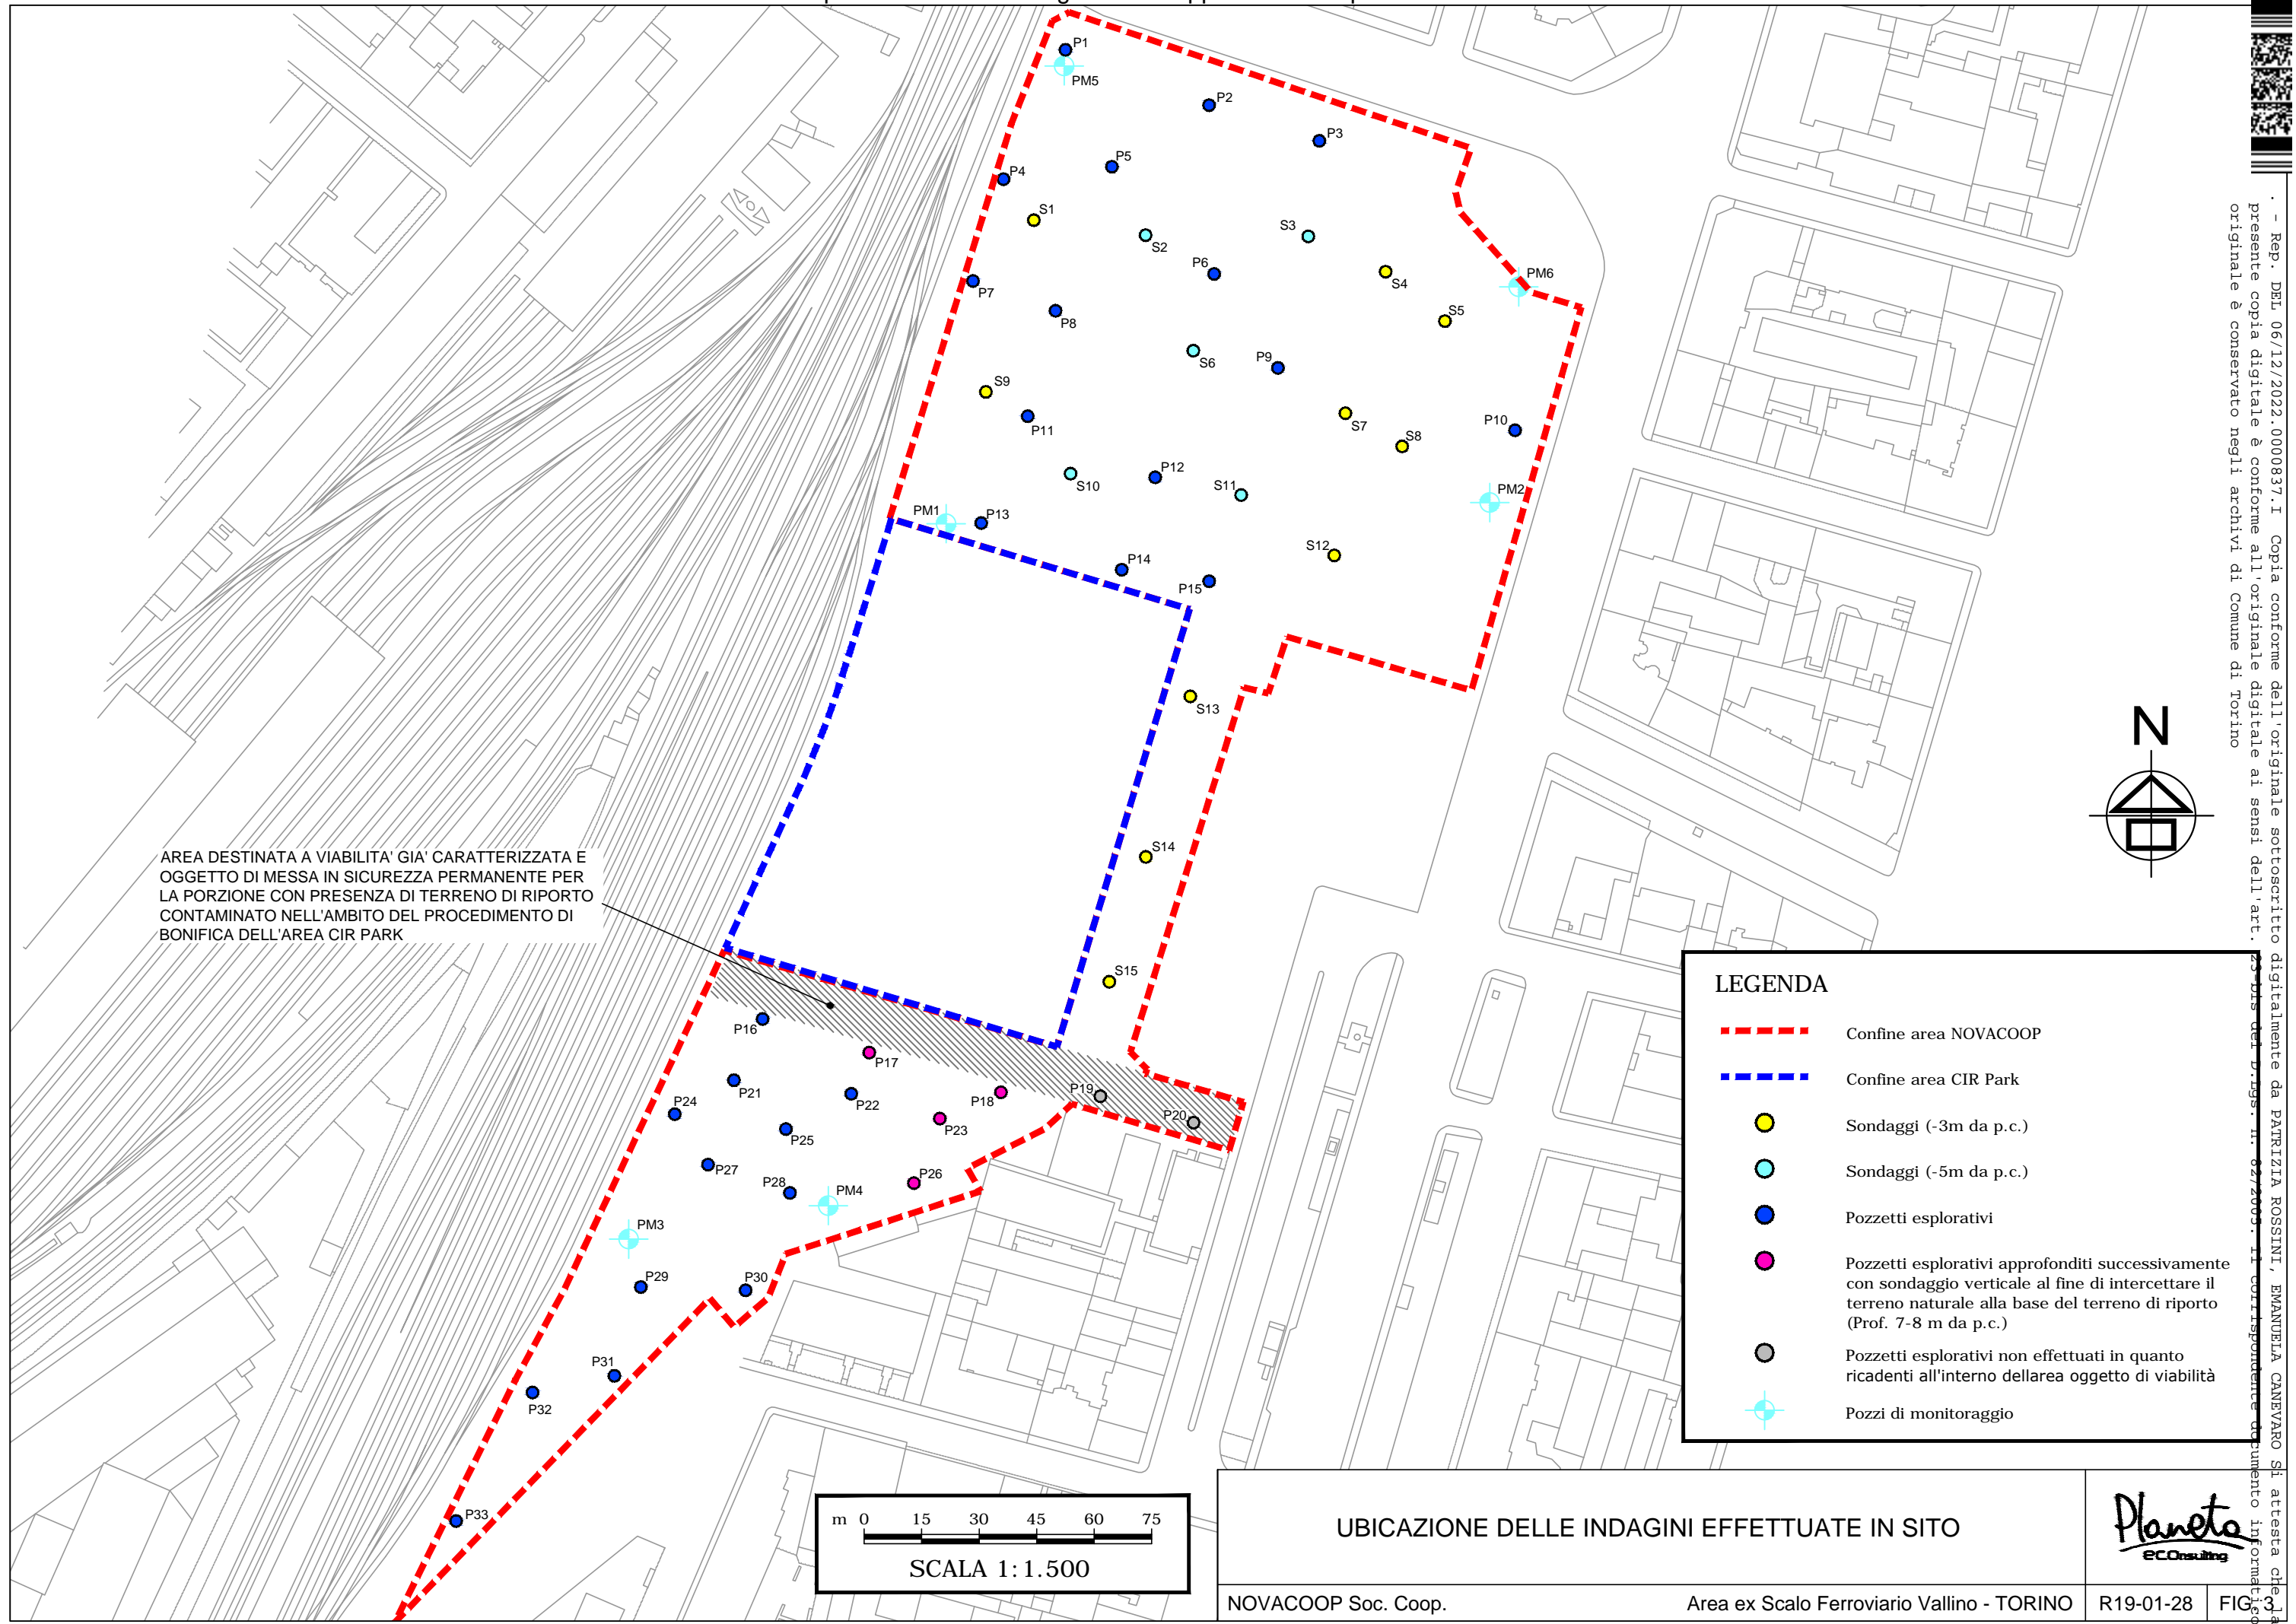 P1
PM5
P2
P3
P5
P4
S1
S2
S3
P6
S4
PM6
P7
P8
S5
S6
P9
S9
P11
S7
S8
P10
P12
S10
S11
PM2
PM1
P13
S12
P14
P15
S13
S14
S15
AREA DESTINATA A VIABILITA' GIA' CARATTERIZZATA E
OGGETTO DI MESSA IN SICUREZZA PERMANENTE PER
LA PORZIONE CON PRESENZA DI TERRENO DI RIPORTO
CONTAMINATO NELL'AMBITO DEL PROCEDIMENTO DI
BONIFICA DELL'AREA CIR PARK
P16
P17
P18
P19
P20
P21
P22
P23
P24
P25
P26
P27
P28
PM4
PM3
P29
P30
P31
P32
P33
N
LEGENDA
Confine area NOVACOOP
Confine area CIR Park
Sondaggi (-3m da p.c.)
Sondaggi (-5m da p.c.)
Pozzetti esplorativi
Pozzetti esplorativi approfonditi successivamente
con sondaggio verticale al fine di intercettare il
terreno naturale alla base del terreno di riporto
(Prof. 7-8 m da p.c.)
Pozzetti esplorativi non effettuati in quanto
ricadenti all'interno dellarea oggetto di viabilità
Pozzi di monitoraggio
m 0 15 30 45 60 75
SCALA 1:1.500
UBICAZIONE DELLE INDAGINI EFFETTUATE IN SITO
Planeta
eCOnsulting
NOVACOOP Soc. Coop.
Area ex Scalo Ferroviario Vallino - TORINO
R19-01-28
FIG. 3
. - Rep. DEL 06/12/2022.0000837.I Copia conforme dell'originale sottoscritto digitalmente da PATRIZIA ROSSINI, EMANUELA CANEVARO Si attesta che la
presente copia digitale è conforme all'originale digitale ai sensi dell'art. 23-bis del D.Lgs. n. 82/2005. Il corrispondente documento informatico
originale è conservato negli archivi di Comune di Torino